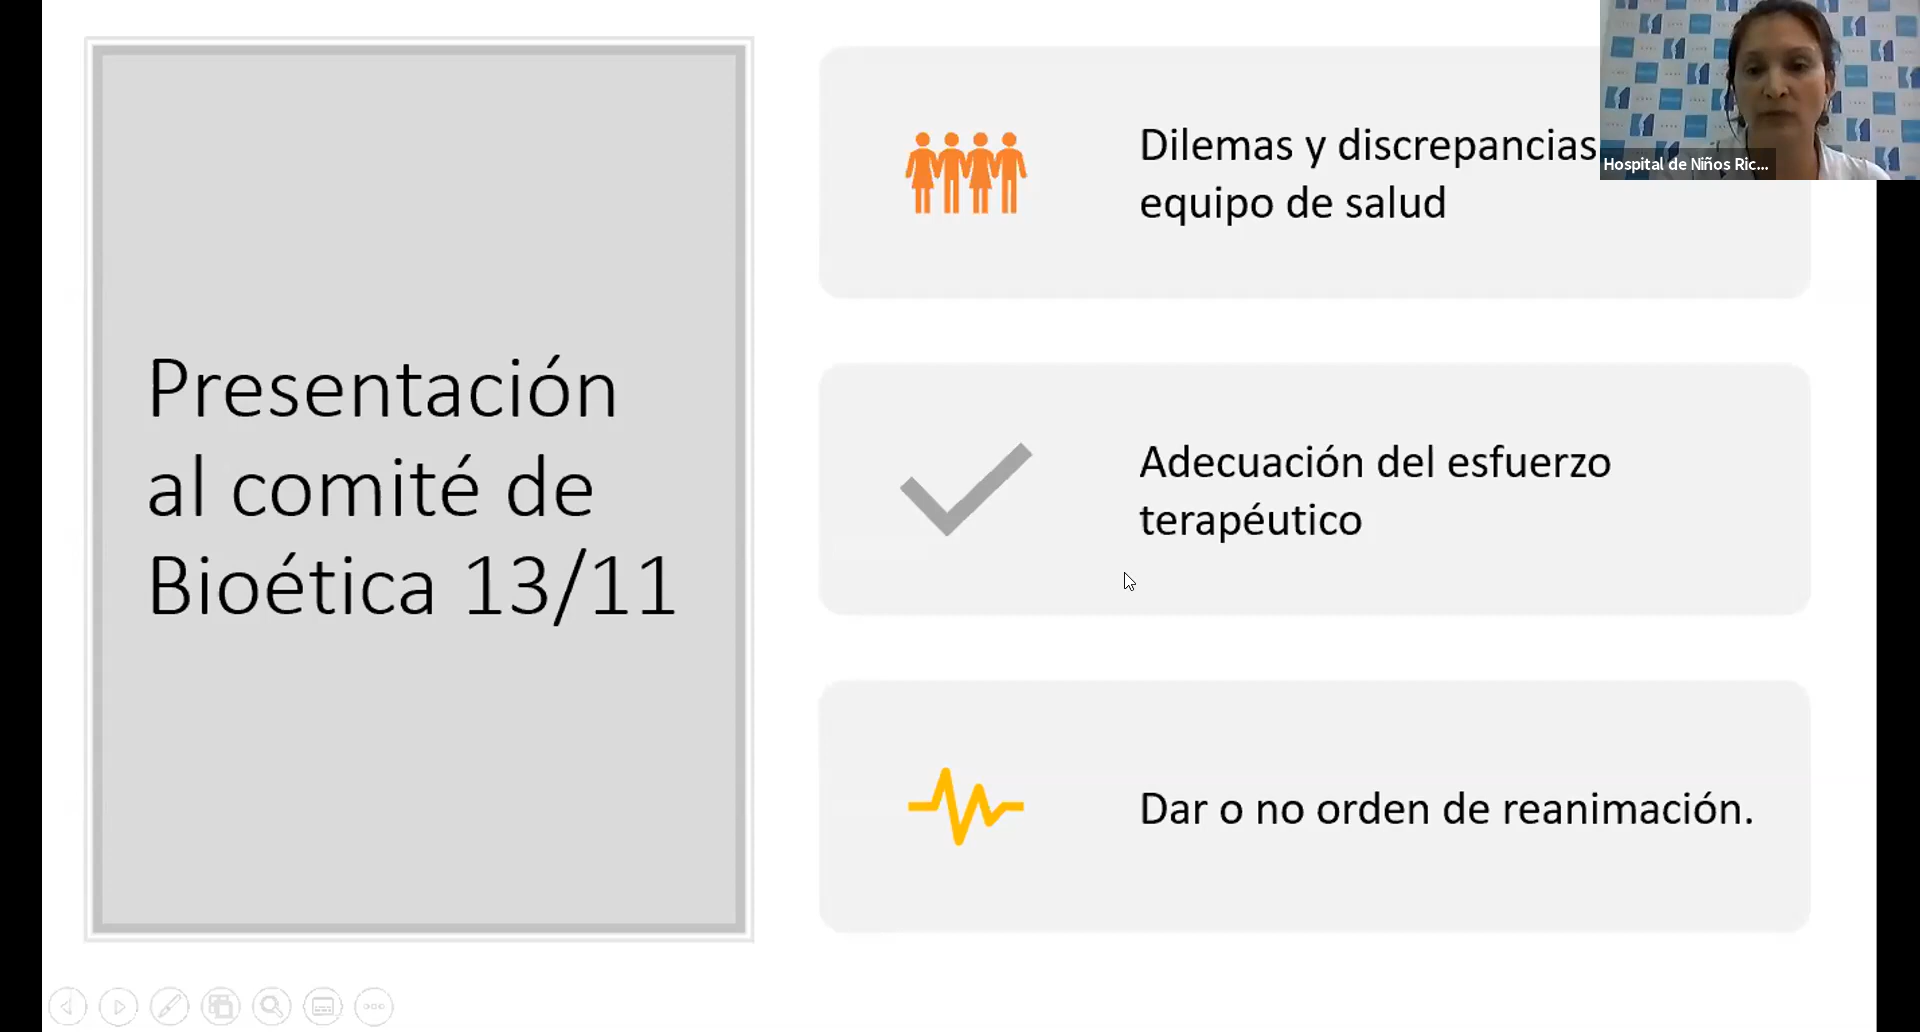 Presentación
al comité de
Bioética 13/11
Dilemas y discrepancias
equipo de salud
Adecuación del esfuerzo
terapéutico
Dar o no orden de reanimación.
Hospital de Niños Ric...